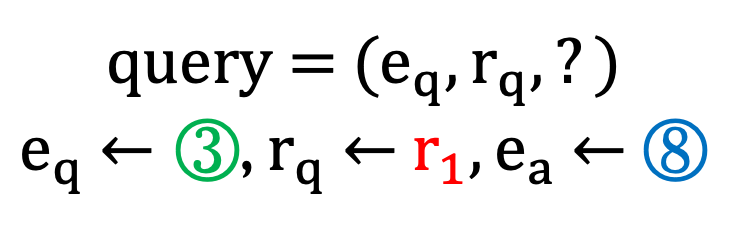 query = (e_q, r_q, ?)
e_q ← ③, r_q ← r_1, e_a ← ⑧